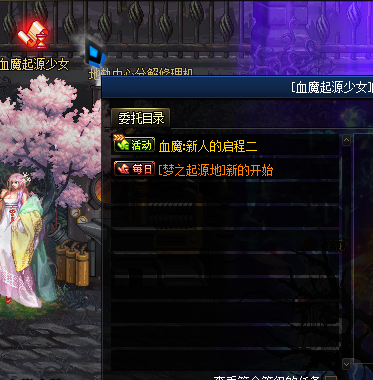 血魔起源少女
[血魔起源少女]
委托目录
活动 血魔:新人的启程二
每日 [梦之起源地]新的开始